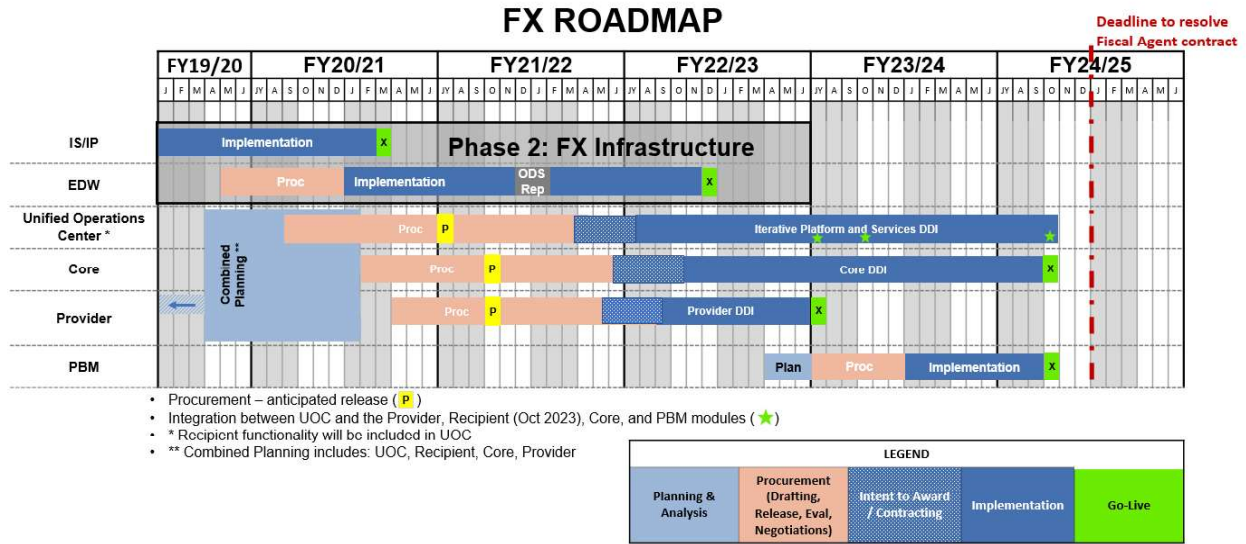 FX ROADMAP
Deadline to resolve
Fiscal Agent contract
FY19/20 FY20/21 FY21/22 FY22/23 FY23/24 FY24/25
J F M A M J JY A S O N D J F M A M J JY A S O N D J F M A M J JY A S O N D J F M A M J JY A S O N D J F M A M J JY A S O N D J F M A M J
IS/IP Implementation X
Phase 2: FX Infrastructure
EDW Proc Implementation ODS X
Rep
Unified Operations
Center * Proc P Iterative Platform and Services DDI
Combined
Planning **
Core Proc P Core DDI X
Provider Proc P Provider DDI X
PBM Plan Proc Implementation X
• Procurement – anticipated release ( P )
• Integration between UOC and the Provider, Recipient (Oct 2023), Core, and PBM modules ( ★ )
• * Recipient functionality will be included in UOC
• ** Combined Planning includes: UOC, Recipient, Core, Provider
LEGEND
Planning &
Analysis
Procurement
(Drafting,
Release, Eval,
Negotiations)
Intent to Award
/ Contracting
Implementation
Go-Live